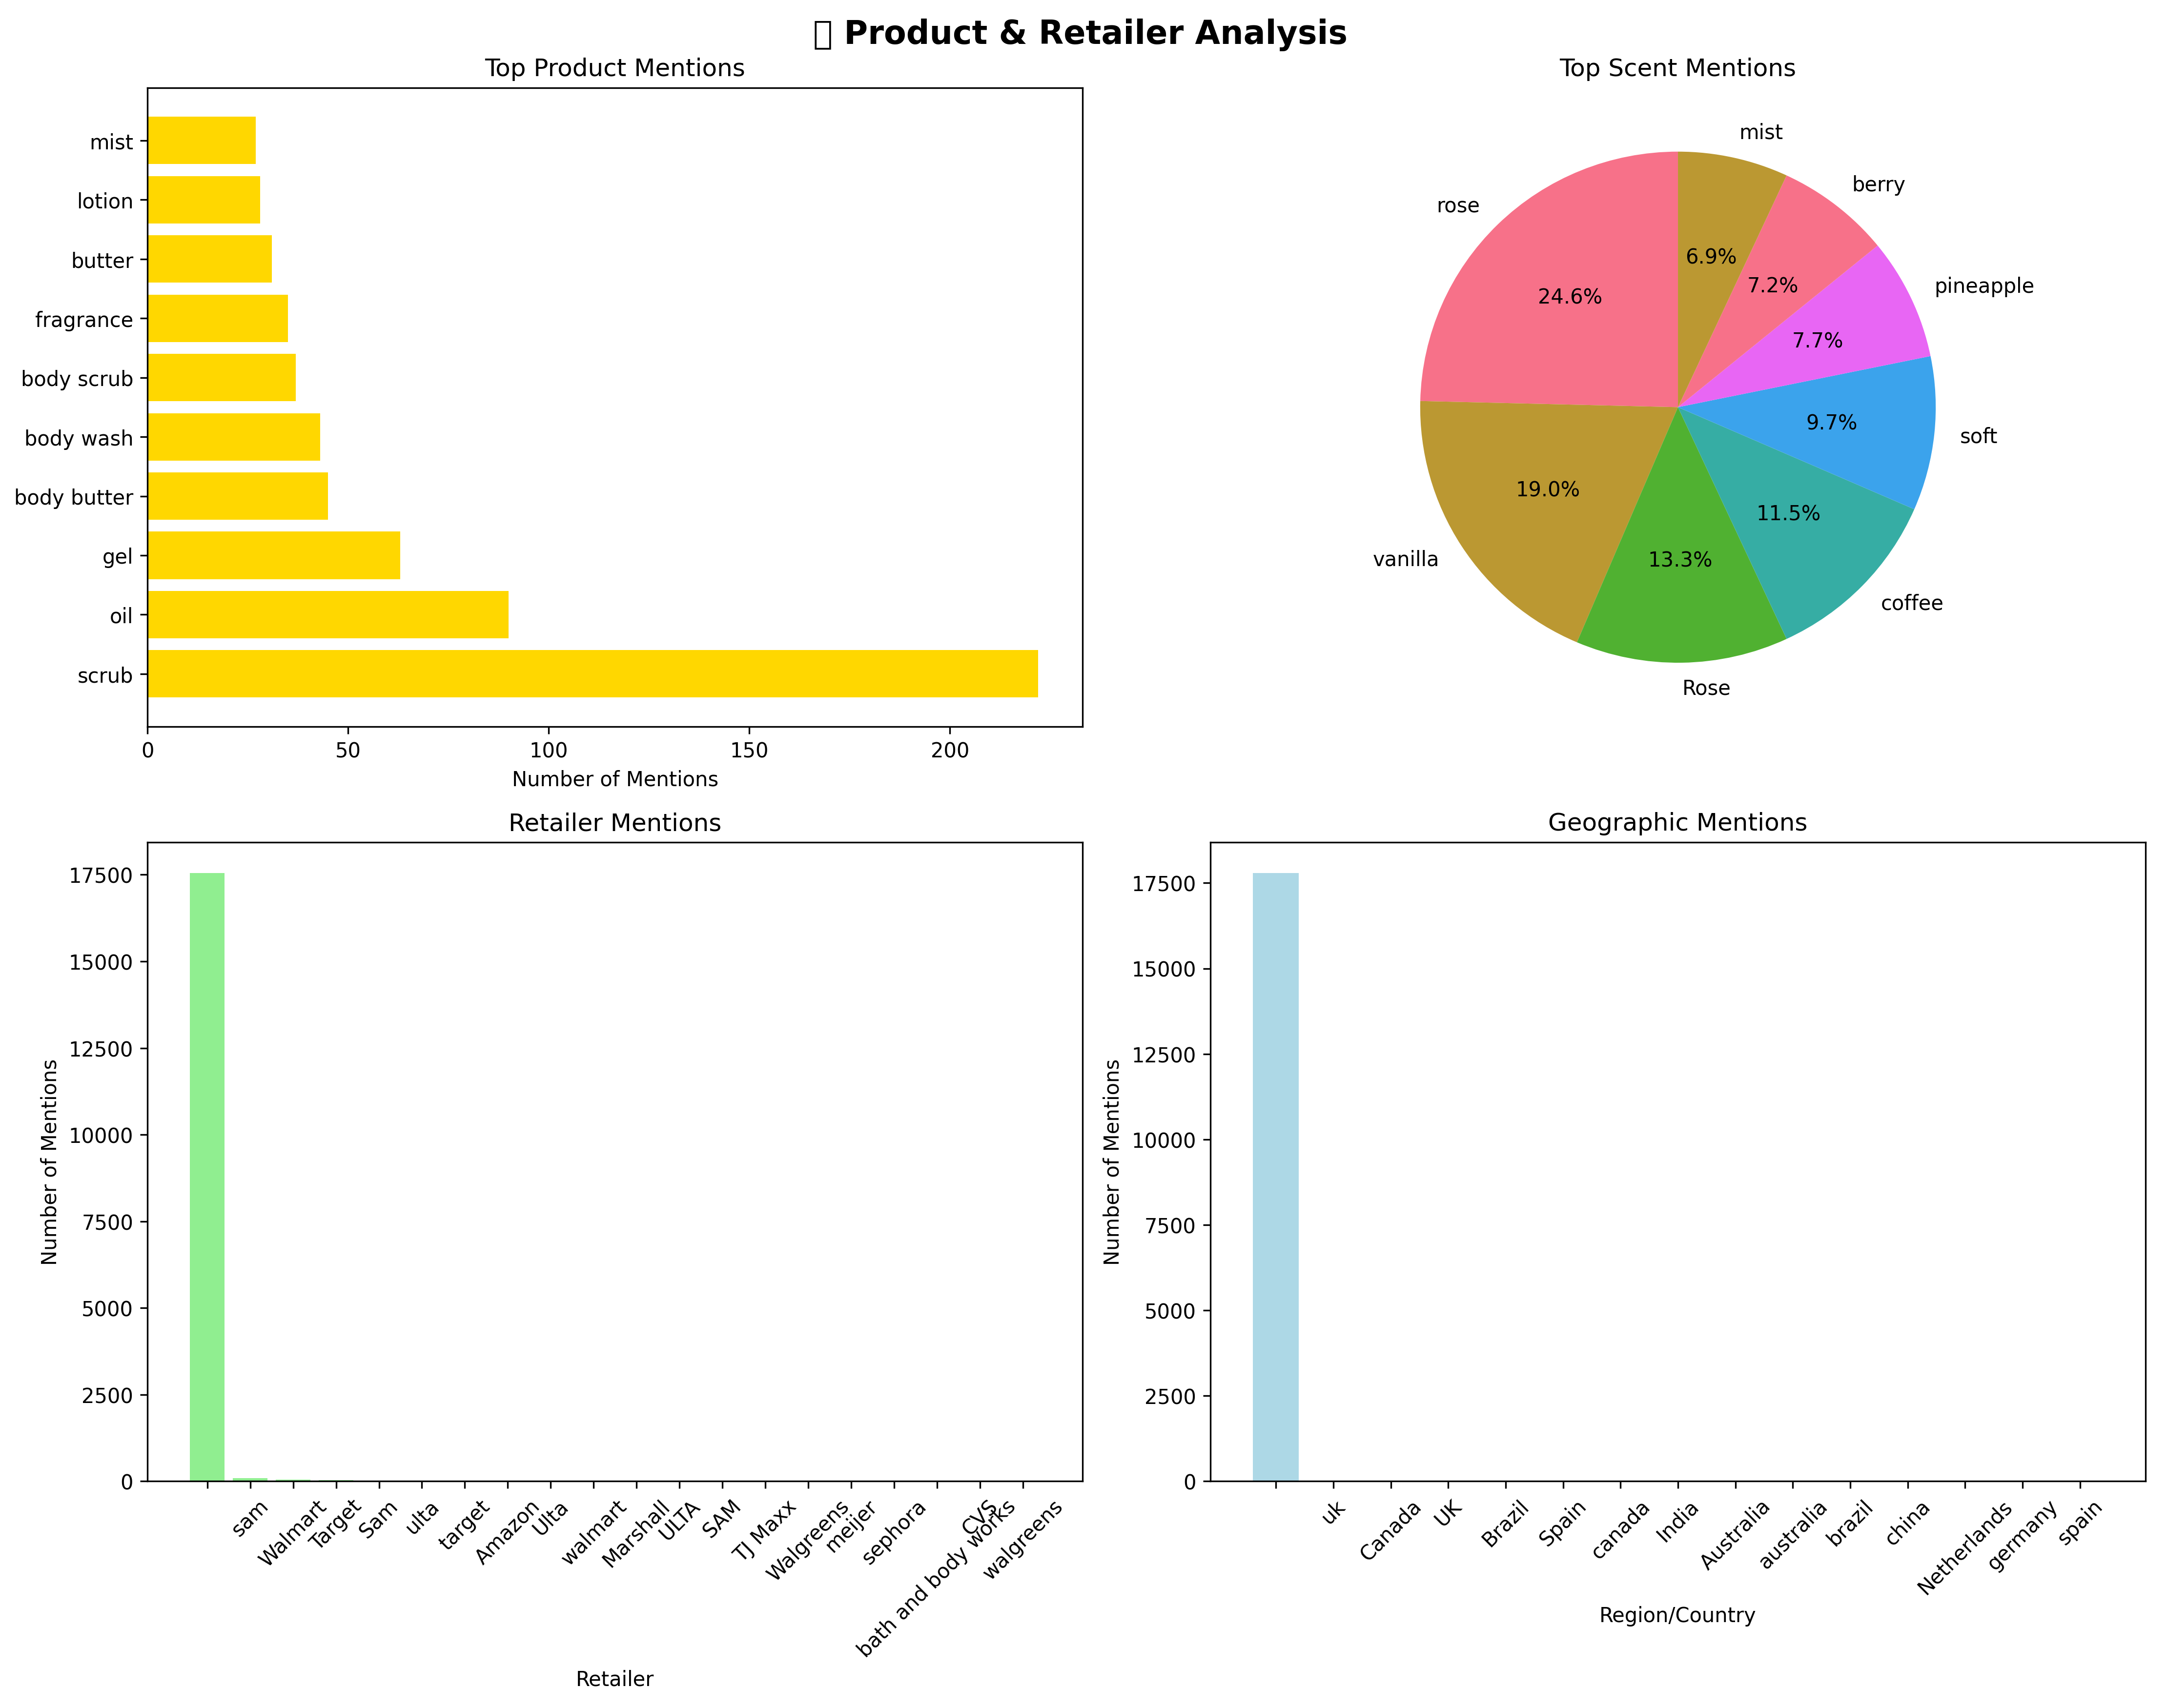 ▯ Product & Retailer Analysis
Top Product Mentions
mist
lotion
butter
fragrance
body scrub
body wash
body butter
gel
oil
scrub
0
50
100
150
200
Number of Mentions
Top Scent Mentions
rose
24.6%
vanilla
19.0%
Rose
13.3%
coffee
11.5%
soft
9.7%
pineapple
7.7%
berry
7.2%
mist
6.9%
Retailer Mentions
Number of Mentions
17500
15000
12500
10000
7500
5000
2500
0
sam
Walmart
Target
Sam
ulta
target
Amazon
Ulta
walmart
Marshall
ULTA
SAM
TJ Maxx
Walgreens
meijer
sephora
bath and body works
CVS
walgreens
Retailer
Geographic Mentions
Number of Mentions
17500
15000
12500
10000
7500
5000
2500
0
uk
Canada
UK
Brazil
Spain
canada
India
Australia
australia
brazil
china
Netherlands
germany
spain
Region/Country